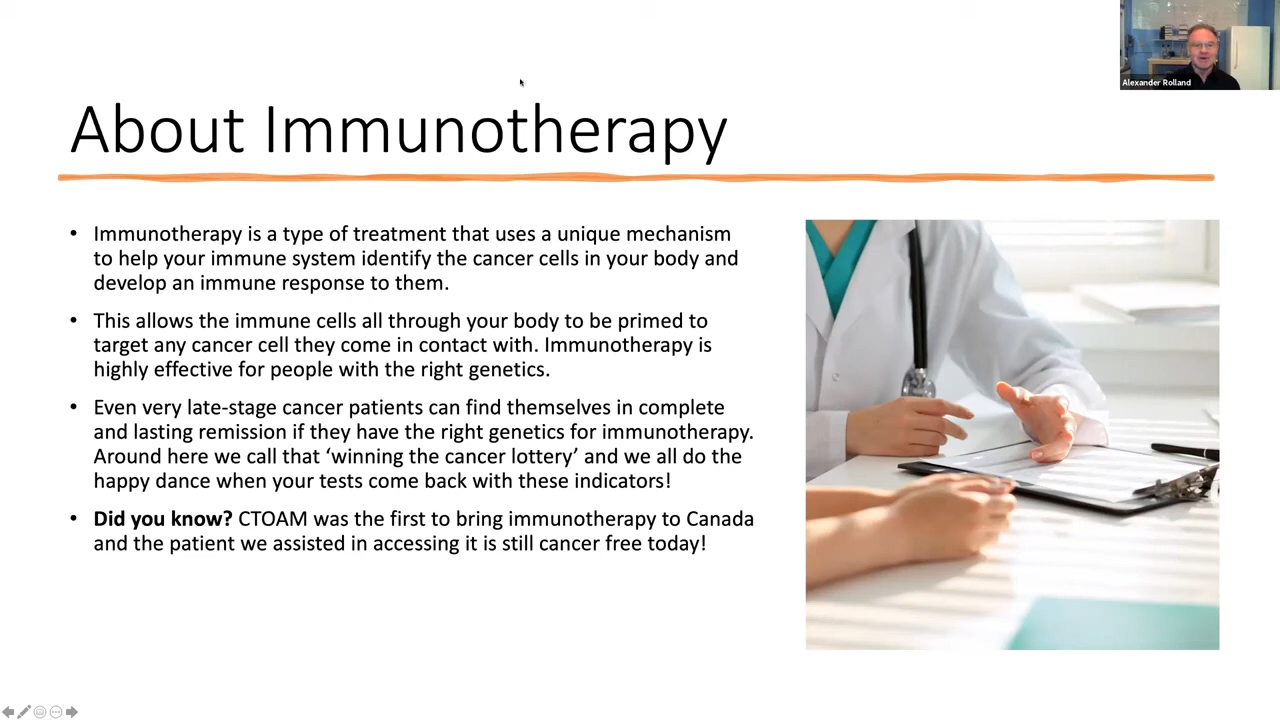 Alexander Rolland
About Immunotherapy
• Immunotherapy is a type of treatment that uses a unique mechanism
to help your immune system identify the cancer cells in your body and
develop an immune response to them.
• This allows the immune cells all through your body to be primed to
target any cancer cell they come in contact with. Immunotherapy is
highly effective for people with the right genetics.
• Even very late-stage cancer patients can find themselves in complete
and lasting remission if they have the right genetics for immunotherapy.
Around here we call that ‘winning the cancer lottery’ and we all do the
happy dance when your tests come back with these indicators!
• Did you know? CTOAM was the first to bring immunotherapy to Canada
and the patient we assisted in accessing it is still cancer free today!